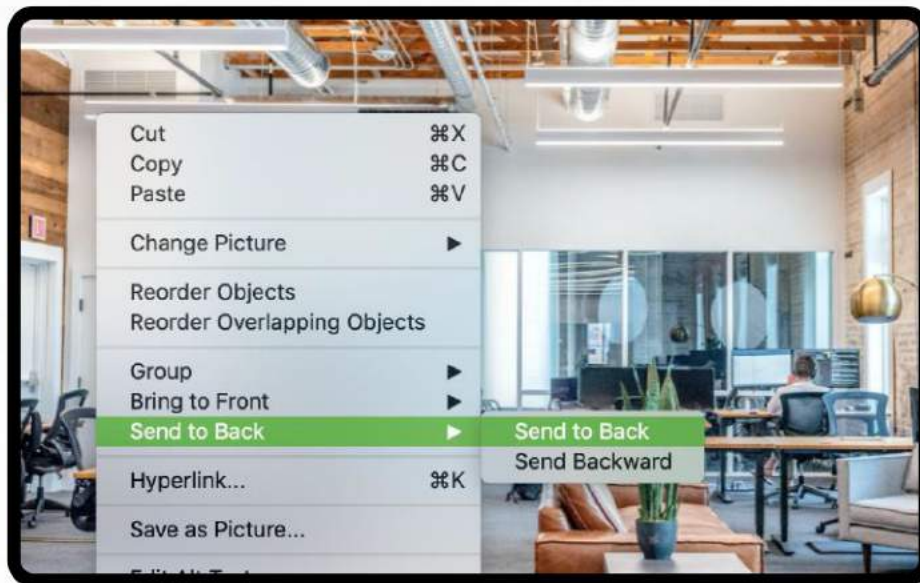 Cut ⌘X
Copy ⌘C
Paste ⌘V
Change Picture ▶
Reorder Objects
Reorder Overlapping Objects
Group ▶
Bring to Front ▶
Send to Back ▶ Send to Back
Send Backward
Hyperlink... ⌘K
Save as Picture...